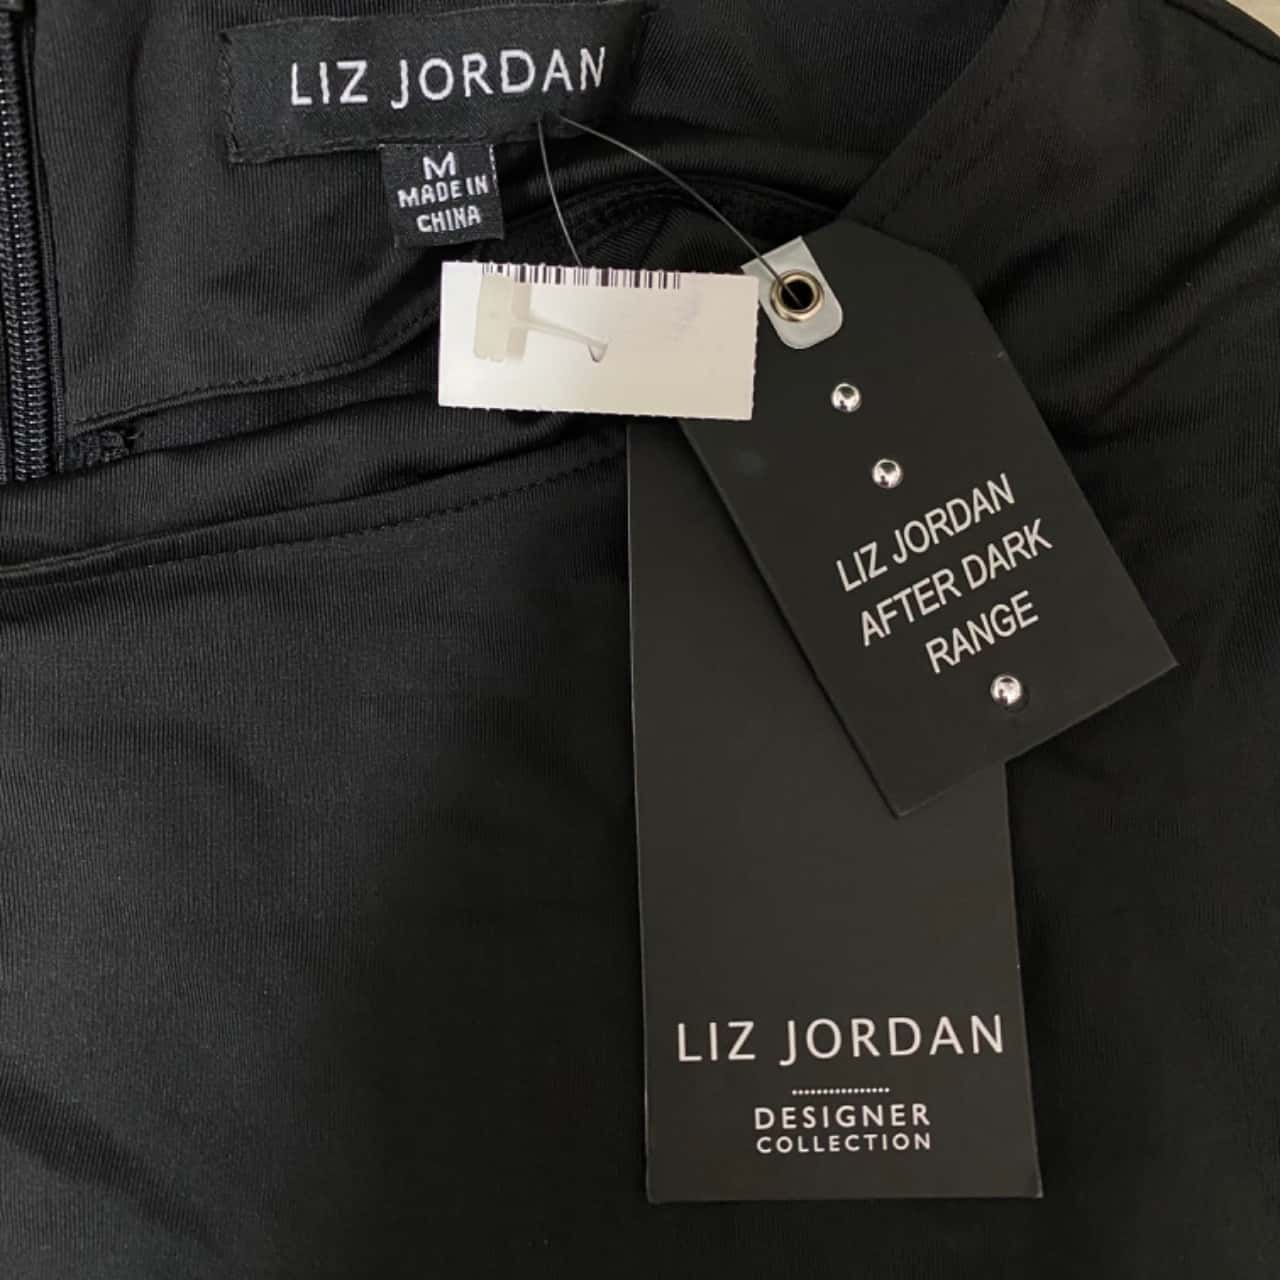 LIZ JORDAN
M
MADE IN
CHINA
LIZ JORDAN
AFTER DARK
RANGE
LIZ JORDAN
DESIGNER
COLLECTION